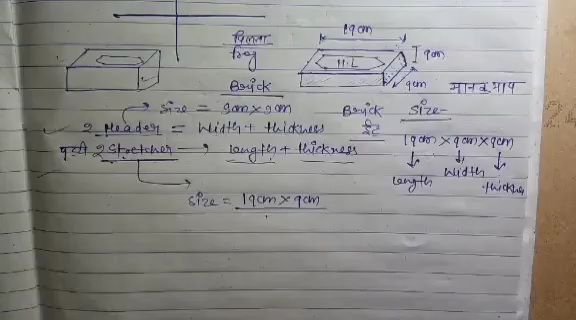 19cm
frog
H.L
9cm
9cm
Brick
मानक माप
size = 9cm × 9cm
Brick size
2 Header = width + thickness
ईंट
19cm × 9cm × 9cm
2 Stretcher → length + thickness
length width thicknes
size = 19cm × 9cm